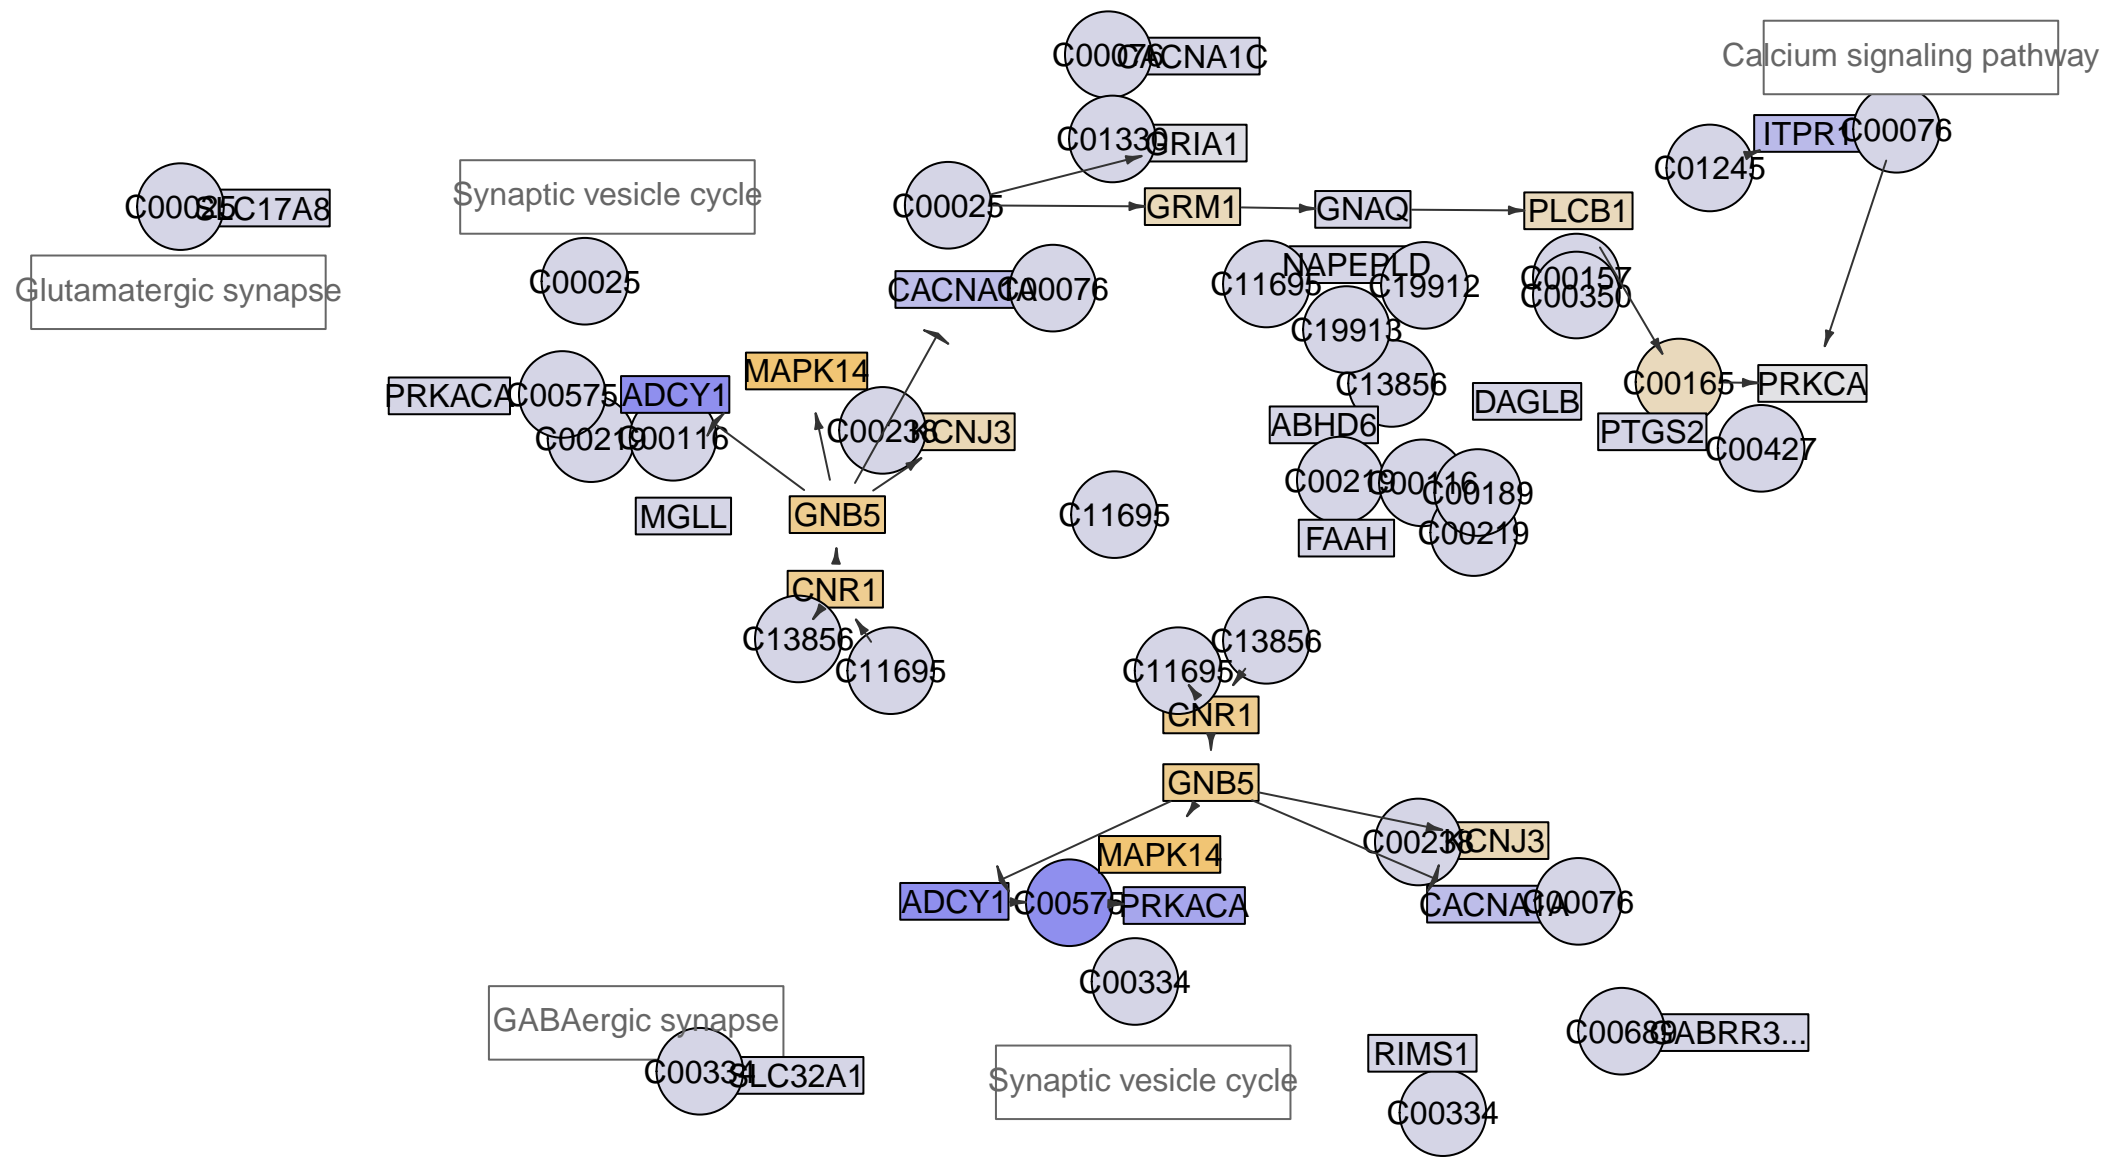 C00076
CACNA1C
Calcium signaling pathway
C01330
GRIA1
ITPR1
C00076
C01245
C00025
SLC17A8
Synaptic vesicle cycle
C00025
GRM1
GNAQ
PLCB1
Glutamatergic synapse
C00025
CACNA1A
C00076
C11695
NAPEPLD
C19912
C00157
C00350
C19913
C13856
MAPK14
PRKACA
C00575
ADCY1
C00219
C00116
C00238
KCNJ3
ABHD6
DAGLB
C00165
PRKCA
PTGS2
C00427
MGLL
GNB5
C11695
C00219
C00116
C00189
C00219
FAAH
CNR1
C13856
C11695
C13856
C11695
CNR1
GNB5
MAPK14
C00238
KCNJ3
ADCY1
C00575
PRKACA
CACNA1A
C00076
C00334
GABAergic synapse
C00334
SLC32A1
Synaptic vesicle cycle
RIMS1
C00334
C00689
GABRR3...